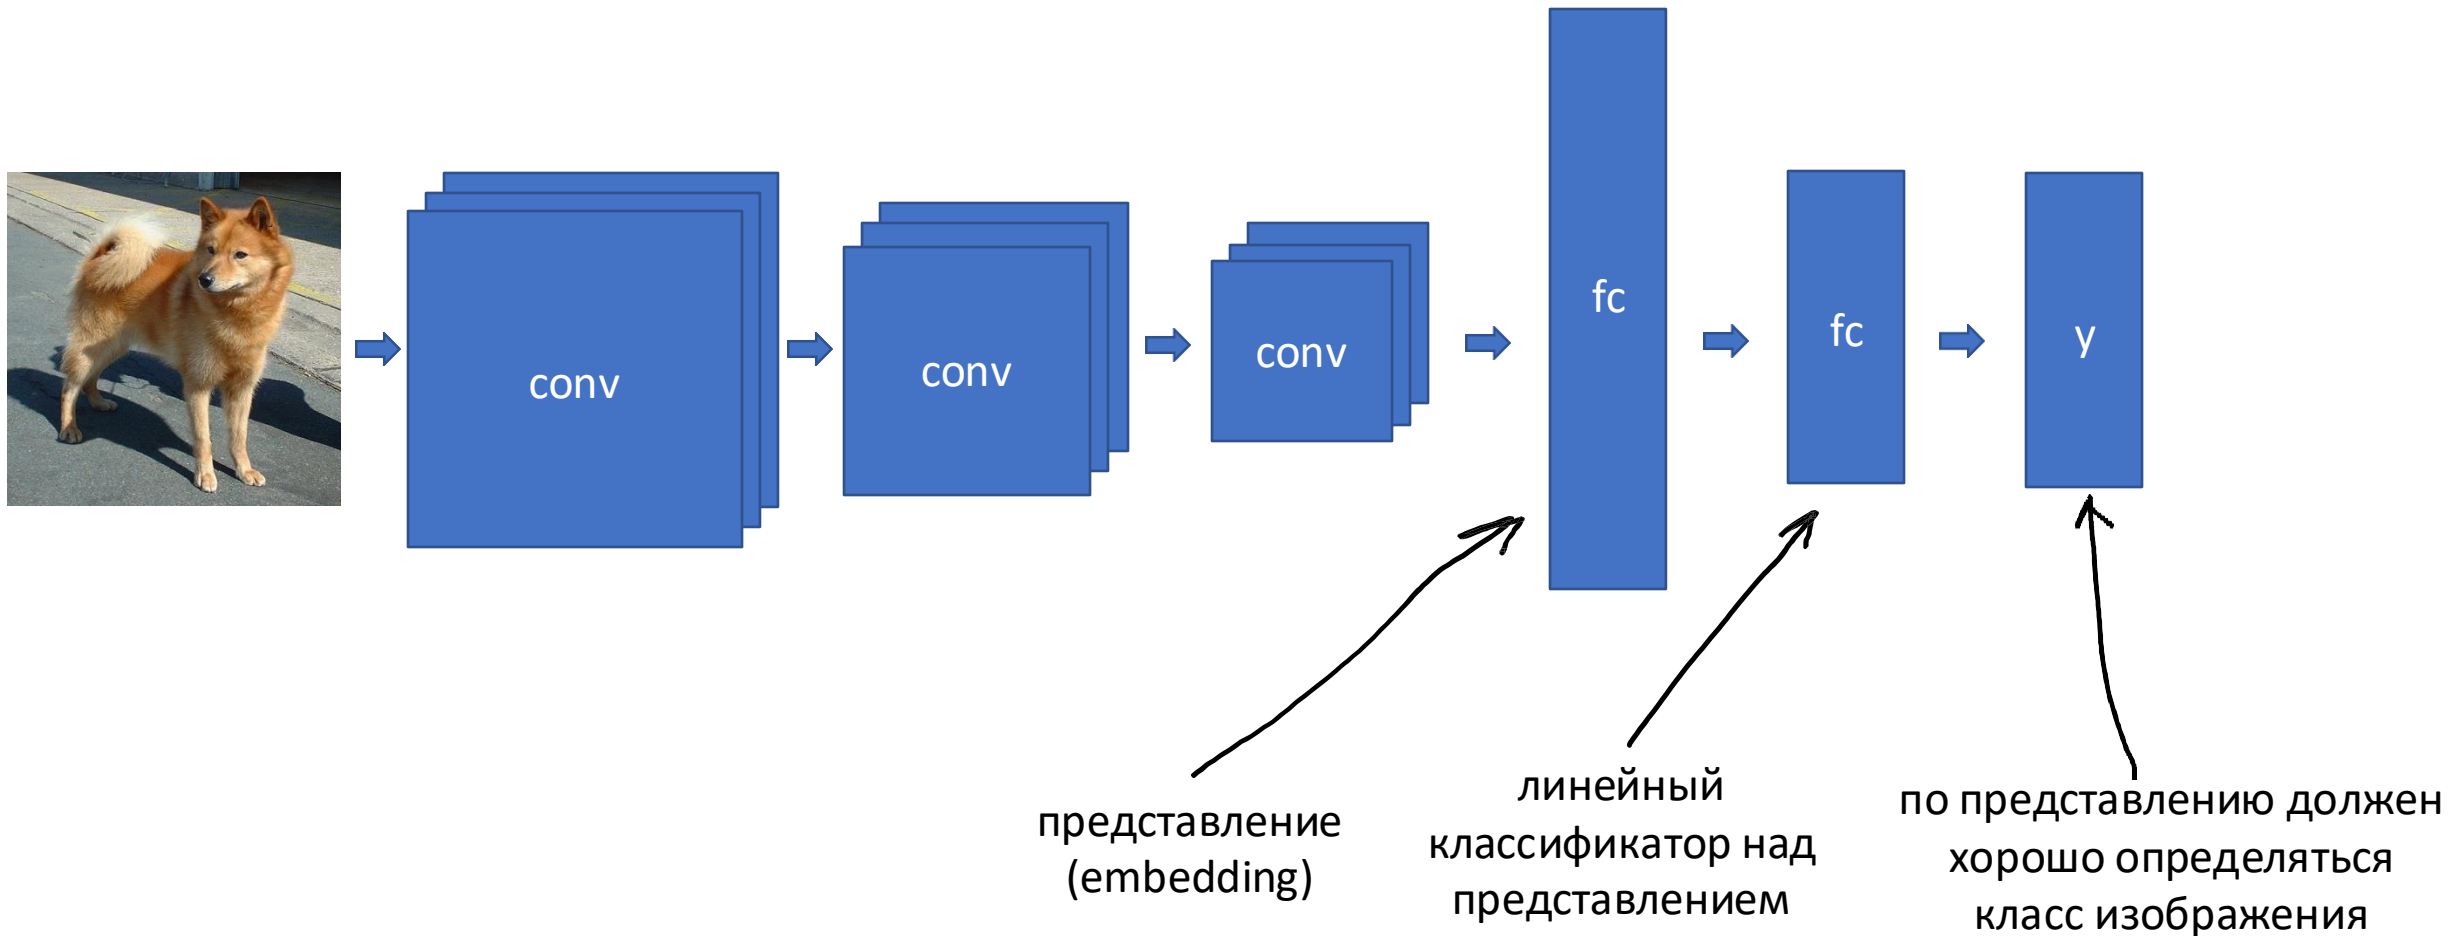 conv
conv
conv
fc
fc
y
представление
(embedding)
линейный
классификатор над
представлением
по представлению должен
хорошо определяться
класс изображения